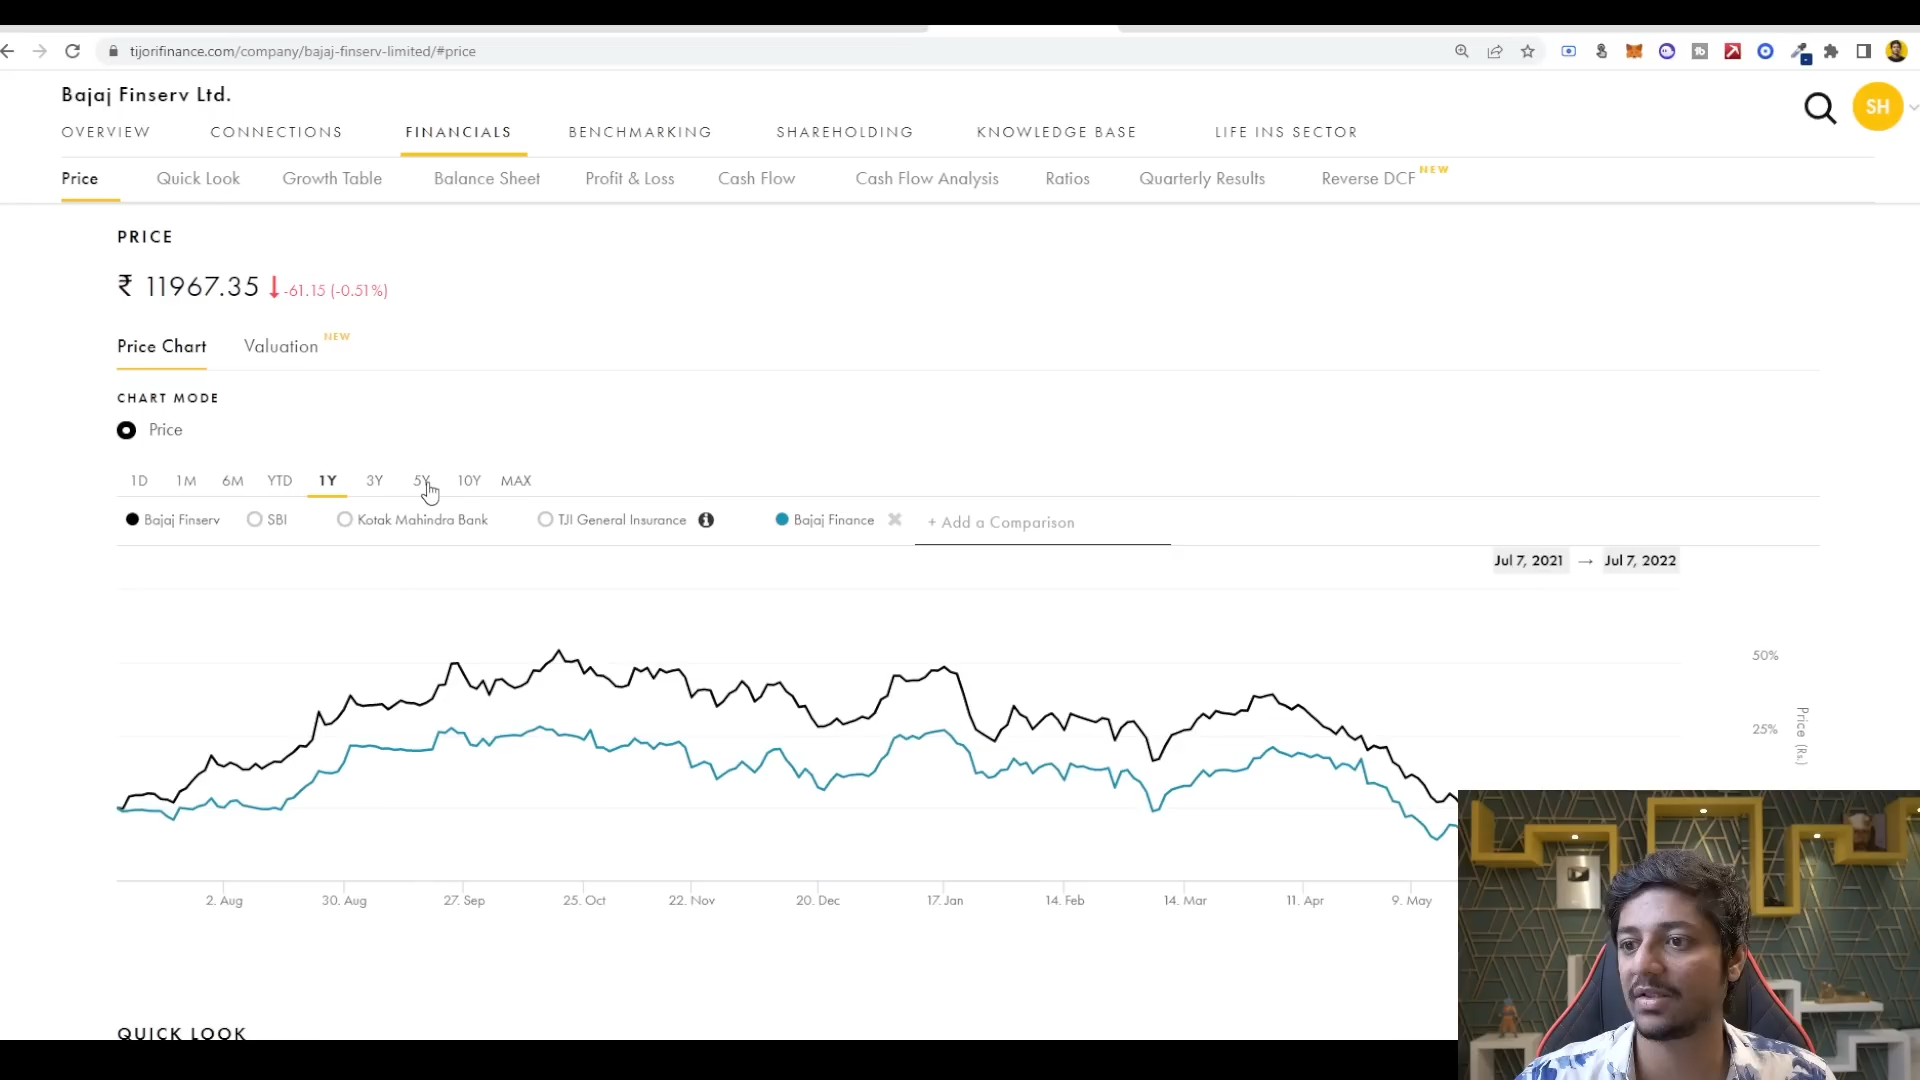 tijorifinance.com/company/bajaj-finserv-limited/#price
Bajaj Finserv Ltd.
SH
OVERVIEW CONNECTIONS FINANCIALS BENCHMARKING SHAREHOLDING KNOWLEDGE BASE LIFE INS SECTOR
Price Quick Look Growth Table Balance Sheet Profit & Loss Cash Flow Cash Flow Analysis Ratios Quarterly Results Reverse DCF NEW
PRICE
₹ 11967.35 -61.15 (-0.51%)
Price Chart Valuation NEW
CHART MODE
Price
1D 1M 6M YTD 1Y 3Y 5Y 10Y MAX
Bajaj Finserv SBI Kotak Mahindra Bank TJI General Insurance Bajaj Finance + Add a Comparison
Jul 7, 2021 → Jul 7, 2022
50%
25%
Price (Rs.)
2. Aug 30. Aug 27. Sep 25. Oct 22. Nov 20. Dec 17. Jan 14. Feb 14. Mar 11. Apr 9. May
QUICK LOOK